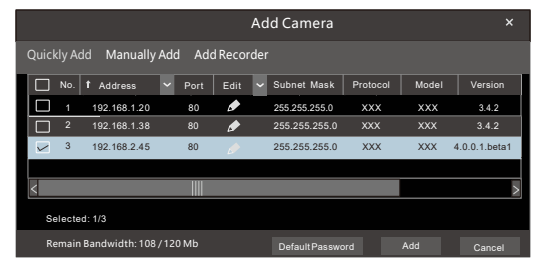 Add Camera ×
Quickly Add Manually Add Add Recorder
No. Address Port Edit Subnet Mask Protocol Model Version
1 192.168.1.20 80 255.255.255.0 XXX XXX 3.4.2
2 192.168.1.38 80 255.255.255.0 XXX XXX 3.4.2
3 192.168.2.45 80 255.255.255.0 XXX XXX 4.0.0.1.beta1
Selected: 1/3
Remain Bandwidth: 108 / 120 Mb Default Password Add Cancel